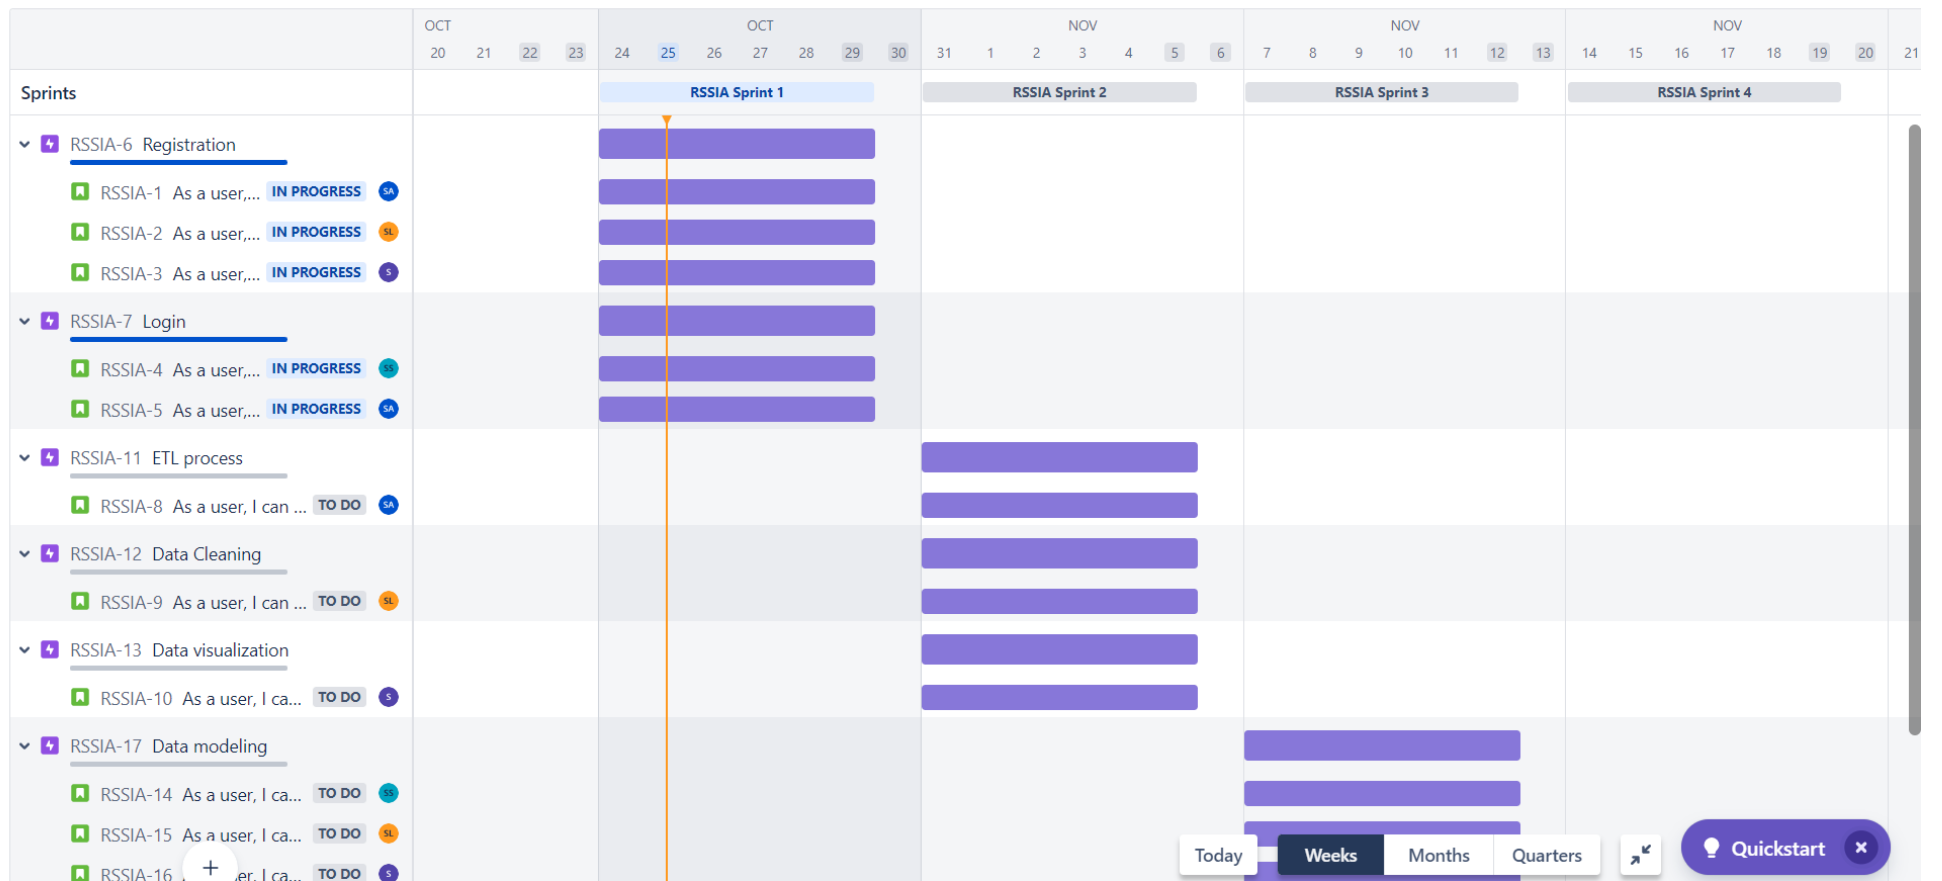 OCT OCT NOV NOV NOV
20 21 22 23 24 25 26 27 28 29 30 31 1 2 3 4 5 6 7 8 9 10 11 12 13 14 15 16 17 18 19 20 21
Sprints RSSIA Sprint 1 RSSIA Sprint 2 RSSIA Sprint 3 RSSIA Sprint 4
RSSIA-6 Registration
RSSIA-1 As a user,... IN PROGRESS SA
RSSIA-2 As a user,... IN PROGRESS SL
RSSIA-3 As a user,... IN PROGRESS S
RSSIA-7 Login
RSSIA-4 As a user,... IN PROGRESS SS
RSSIA-5 As a user,... IN PROGRESS SA
RSSIA-11 ETL process
RSSIA-8 As a user, I can ... TO DO SA
RSSIA-12 Data Cleaning
RSSIA-9 As a user, I can ... TO DO SL
RSSIA-13 Data visualization
RSSIA-10 As a user, I ca... TO DO S
RSSIA-17 Data modeling
RSSIA-14 As a user, I ca... TO DO SS
RSSIA-15 As a user, I ca... TO DO SL
RSSIA-16 er, I ca... TO DO S
Today Weeks Months Quarters Quickstart